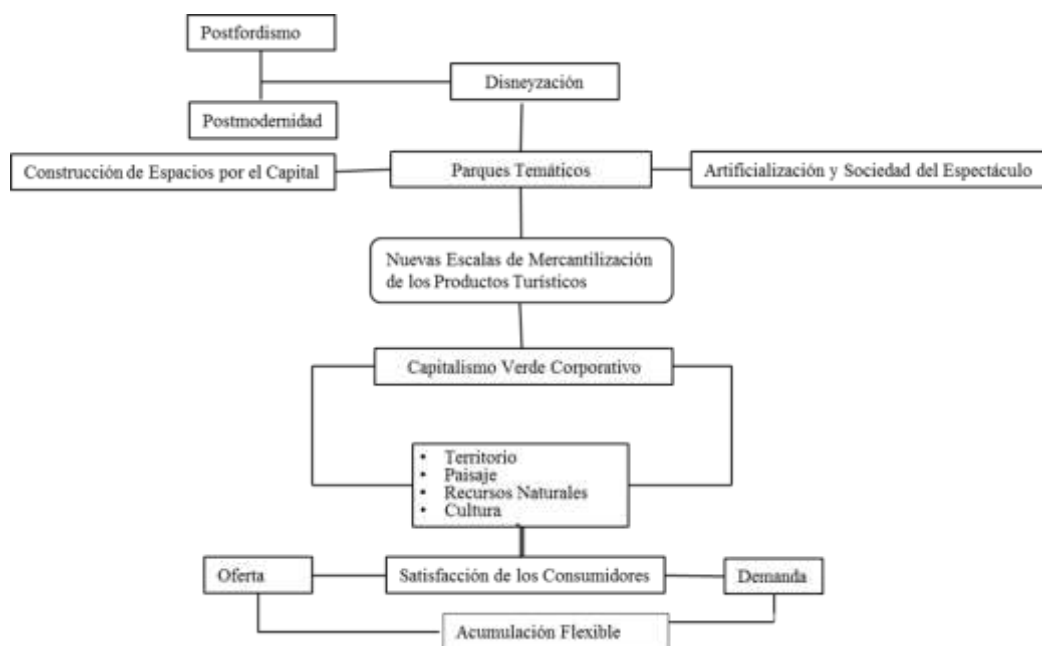 Postfordismo
Disneyzación
Postmodernidad
Construcción de Espacios por el Capital
Parques Temáticos
Artificialización y Sociedad del Espectáculo
Nuevas Escalas de Mercantilización
de los Productos Turísticos
Capitalismo Verde Corporativo
• Territorio
• Paisaje
• Recursos Naturales
• Cultura
Oferta
Satisfacción de los Consumidores
Demanda
Acumulación Flexible